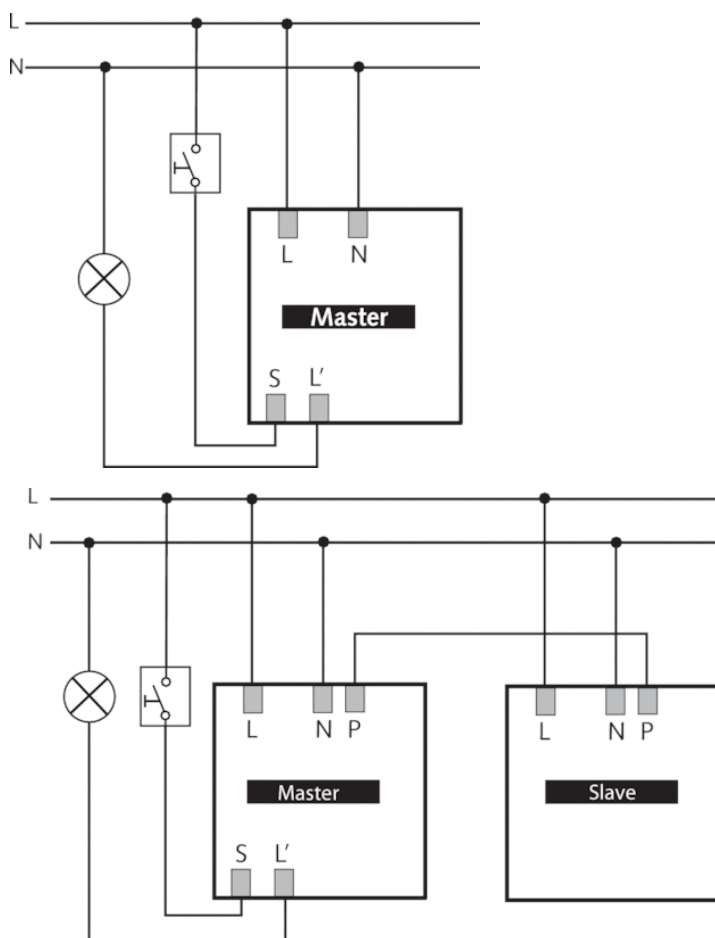 L
N
L N
Master
S L'
L
N
L N P L N P
Master Slave
S L'